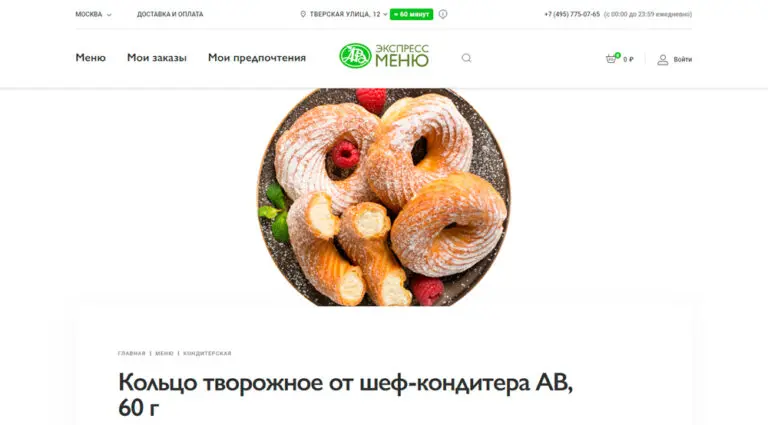 МОСКВА ДОСТАВКА И ОПЛАТА ТВЕРСКАЯ УЛИЦА, 12 ≈ 60 минут +7 (495) 775-07-65 (с 00:00 до 23:59 ежедневно)
Меню Мои заказы Мои предпочтения АВ ЭКСПРЕСС МЕНЮ 0 0 ₽ Войти
ГЛАВНАЯ | МЕНЮ | КОНДИТЕРСКАЯ
Кольцо творожное от шеф-кондитера АВ,
60 г